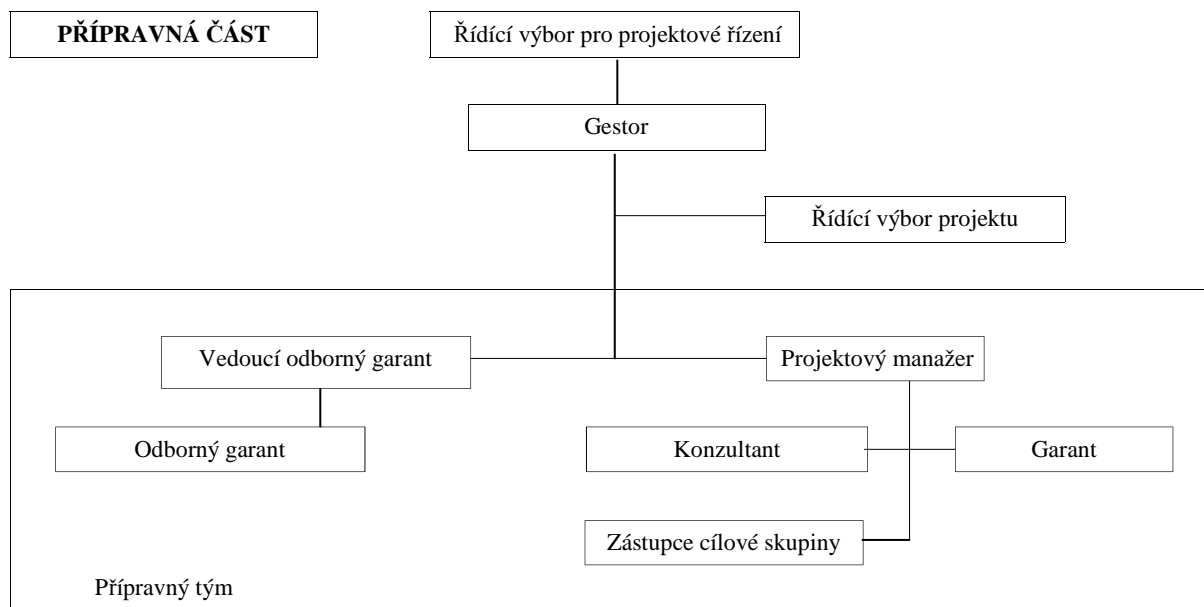 PŘÍPRAVNÁ ČÁST
Řídící výbor pro projektové řízení
Gestor
Řídící výbor projektu
Vedoucí odborný garant
Projektový manažer
Odborný garant
Konzultant
Garant
Zástupce cílové skupiny
Přípravný tým